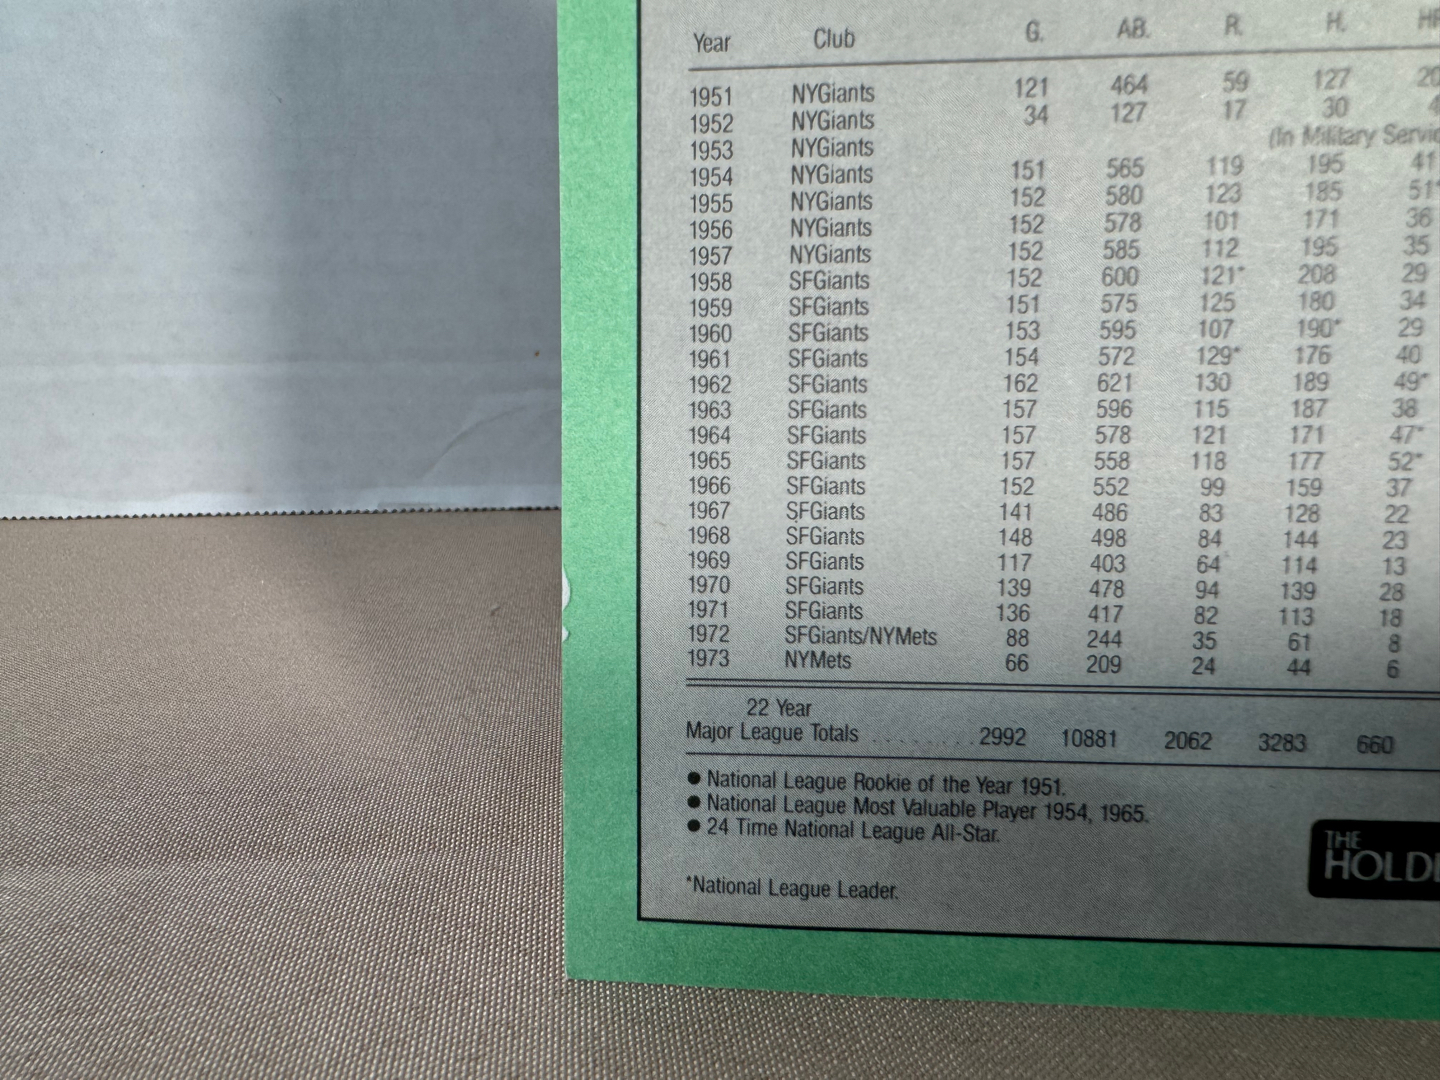 Year Club G. AB. R. H.
1951 NYGiants 121 464 59 127 20
1952 NYGiants 34 127 17 30 4
1953 NYGiants (In Military
1954 NYGiants 151 565 119 195 41
1955 NYGiants 152 580 123 185 51*
1956 NYGiants 152 578 101 171 36
1957 NYGiants 152 585 112 195 35
1958 SFGiants 152 600 121* 208 29
1959 SFGiants 151 575 125 180 34
1960 SFGiants 153 595 107 190* 29
1961 SFGiants 154 572 129* 176 40
1962 SFGiants 162 621 130 189 49*
1963 SFGiants 157 596 115 187 38
1964 SFGiants 157 578 121 171 47*
1965 SFGiants 157 558 118 177 52*
1966 SFGiants 152 552 99 159 37
1967 SFGiants 141 486 83 128 22
1968 SFGiants 148 498 84 144 23
1969 SFGiants 117 403 64 114 13
1970 SFGiants 139 478 94 139 28
1971 SFGiants 136 417 82 113 18
1972 SFGiants/NYMets 88 244 35 61 8
1973 NYMets 66 209 24 44 6
22 Year
Major League Totals ........ 2992 10881 2062 3283 660
● National League Rookie of the Year 1951.
● National League Most Valuable Player 1954, 1965.
● 24 Time National League All-Star.
THE
HOLD
*National League Leader.